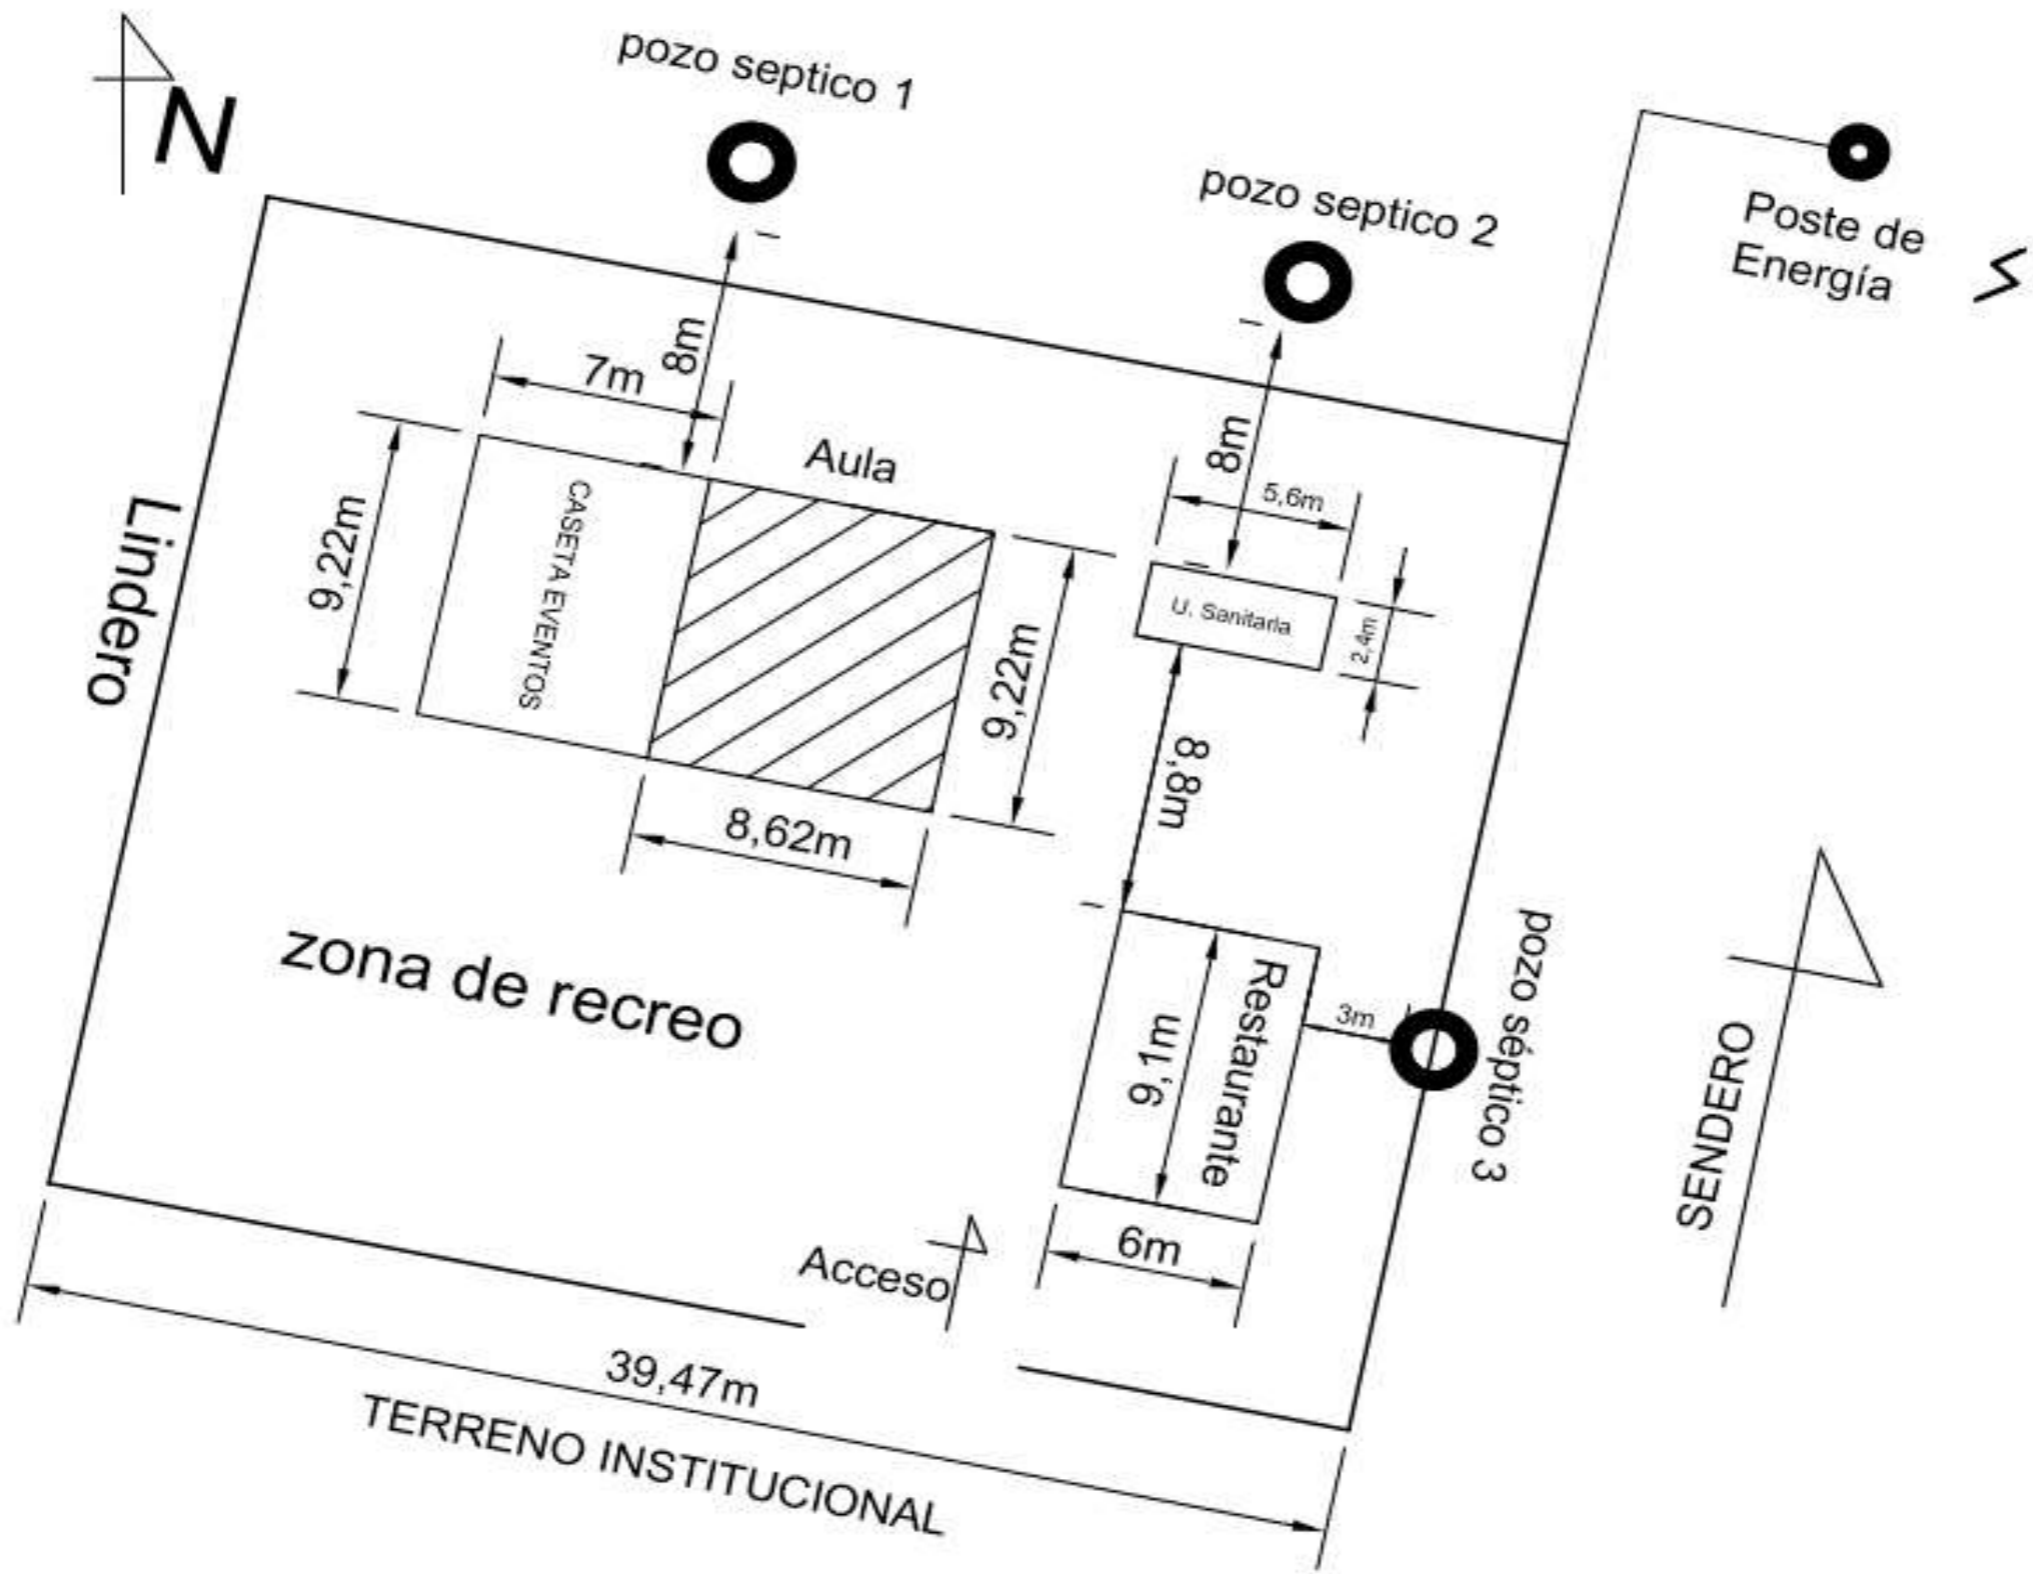 N
pozo septico 1
pozo septico 2
Poste de
Energía
8m
7m
Aula
8m
5,6m
CASETA EVENTOS
9,22m
Lindero
U. Sanitaria
2,4m
9,22m
8,8m
8,62m
zona de recreo
Restaurante
9,1m
3m
pozo séptico 3
SENDERO
6m
Acceso
39,47m
TERRENO INSTITUCIONAL